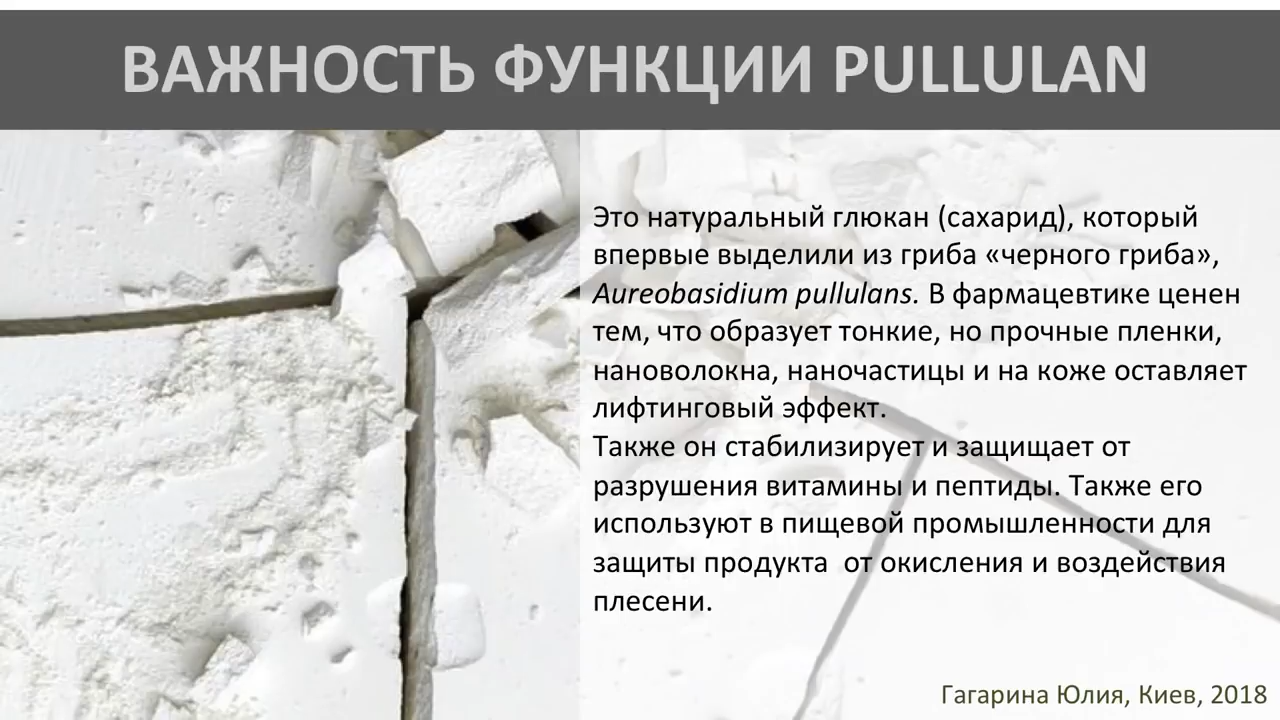 ВАЖНОСТЬ ФУНКЦИИ PULLULAN
Это натуральный глюкан (сахарид), который
впервые выделили из гриба «черного гриба»,
Aureobasidium pullulans. В фармацевтике ценен
тем, что образует тонкие, но прочные пленки,
нановолокна, наночастицы и на коже оставляет
лифтинговый эффект.
Также он стабилизирует и защищает от
разрушения витамины и пептиды. Также его
используют в пищевой промышленности для
защиты продукта  от окисления и воздействия
плесени.
Гагарина Юлия, Киев, 2018